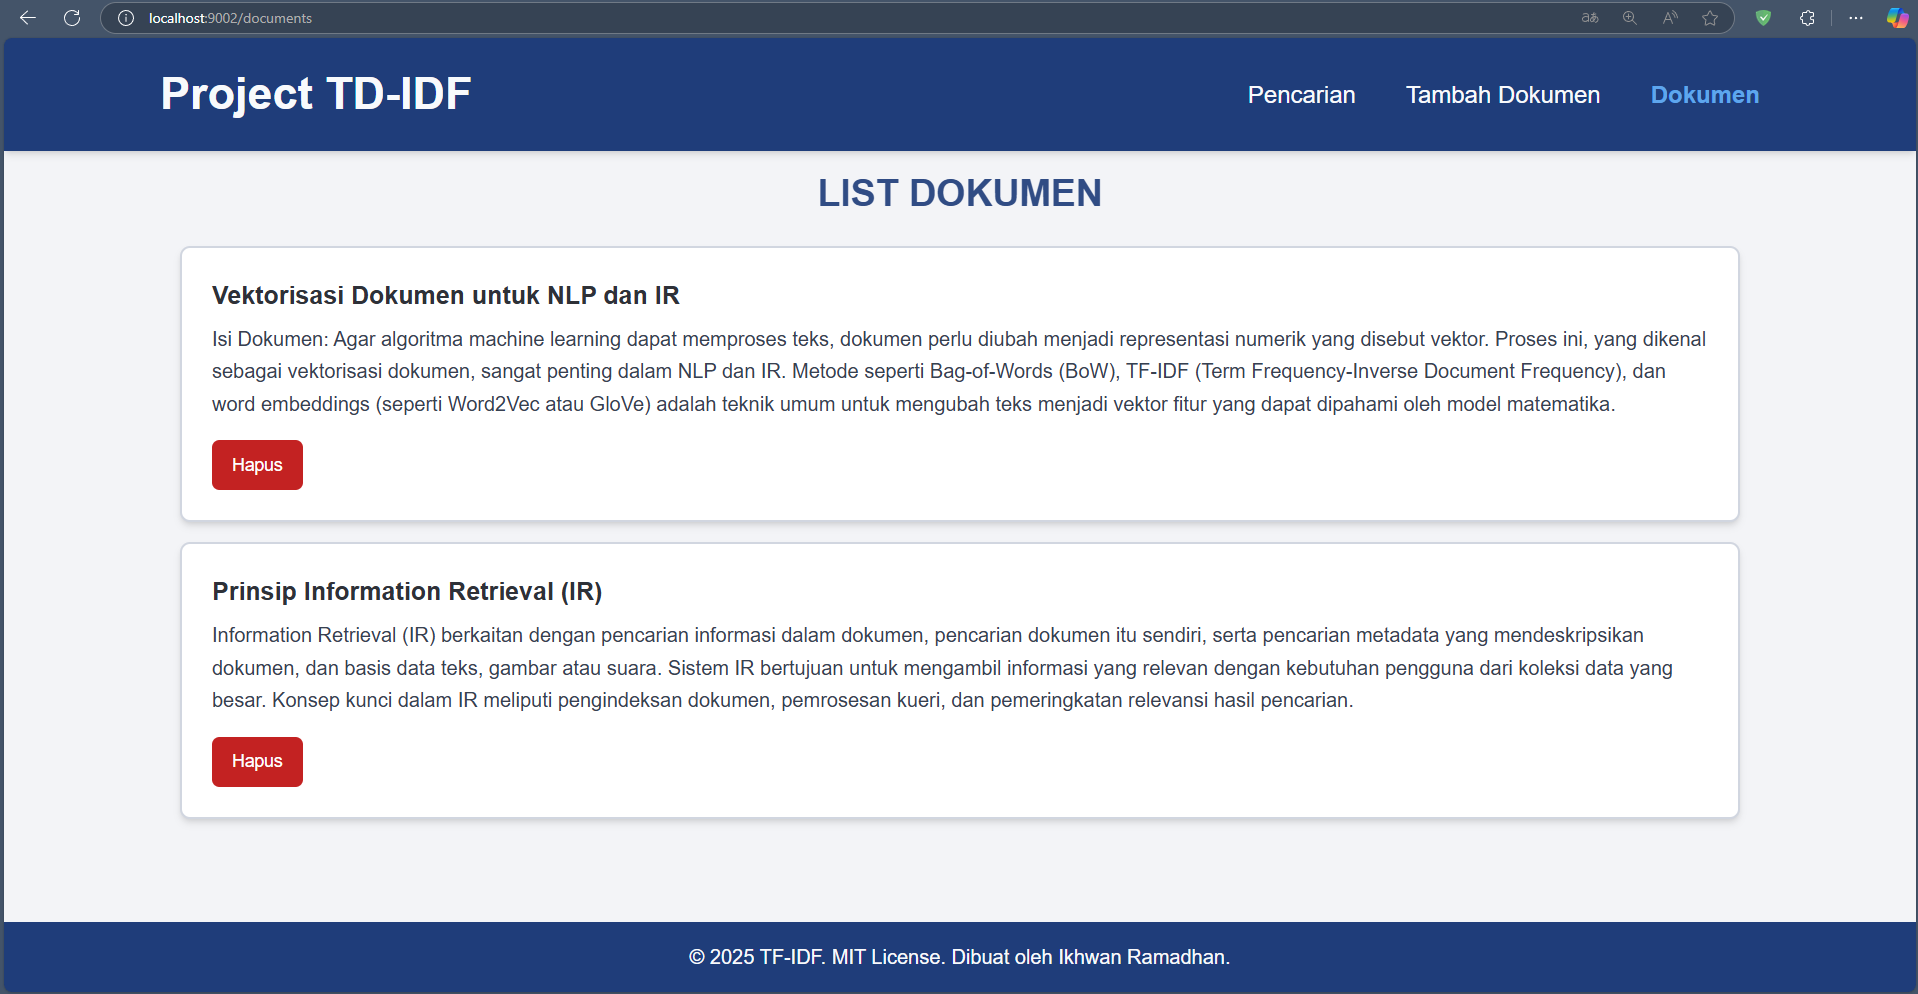 localhost:9002/documents
Project TD-IDF
Pencarian
Tambah Dokumen
Dokumen
LIST DOKUMEN
Vektorisasi Dokumen untuk NLP dan IR
Isi Dokumen: Agar algoritma machine learning dapat memproses teks, dokumen perlu diubah menjadi representasi numerik yang disebut vektor. Proses ini, yang dikenal
sebagai vektorisasi dokumen, sangat penting dalam NLP dan IR. Metode seperti Bag-of-Words (BoW), TF-IDF (Term Frequency-Inverse Document Frequency), dan
word embeddings (seperti Word2Vec atau GloVe) adalah teknik umum untuk mengubah teks menjadi vektor fitur yang dapat dipahami oleh model matematika.
Hapus
Prinsip Information Retrieval (IR)
Information Retrieval (IR) berkaitan dengan pencarian informasi dalam dokumen, pencarian dokumen itu sendiri, serta pencarian metadata yang mendeskripsikan
dokumen, dan basis data teks, gambar atau suara. Sistem IR bertujuan untuk mengambil informasi yang relevan dengan kebutuhan pengguna dari koleksi data yang
besar. Konsep kunci dalam IR meliputi pengindeksan dokumen, pemrosesan kueri, dan pemeringkatan relevansi hasil pencarian.
Hapus
© 2025 TF-IDF. MIT License. Dibuat oleh Ikhwan Ramadhan.